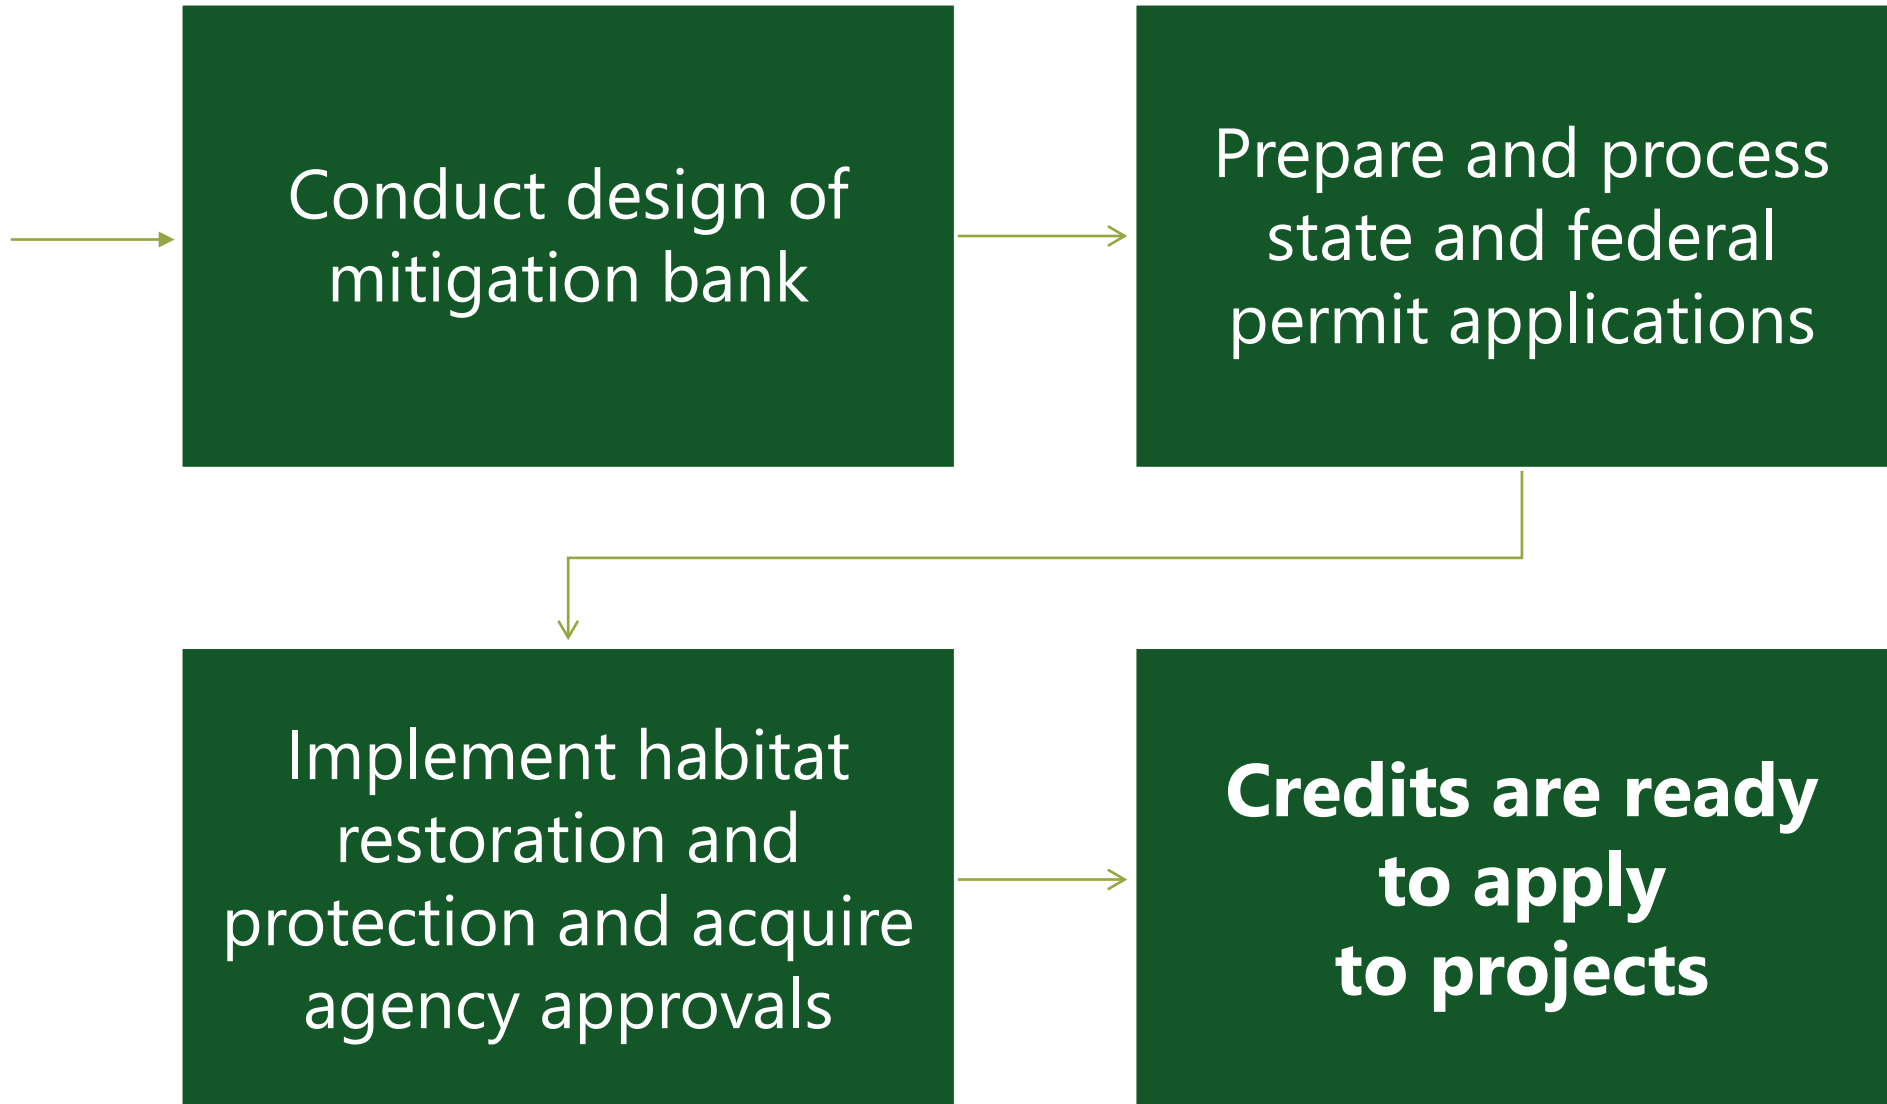 Conduct design of
mitigation bank
Prepare and process
state and federal
permit applications
Implement habitat
restoration and
protection and acquire
agency approvals
Credits are ready
to apply
to projects